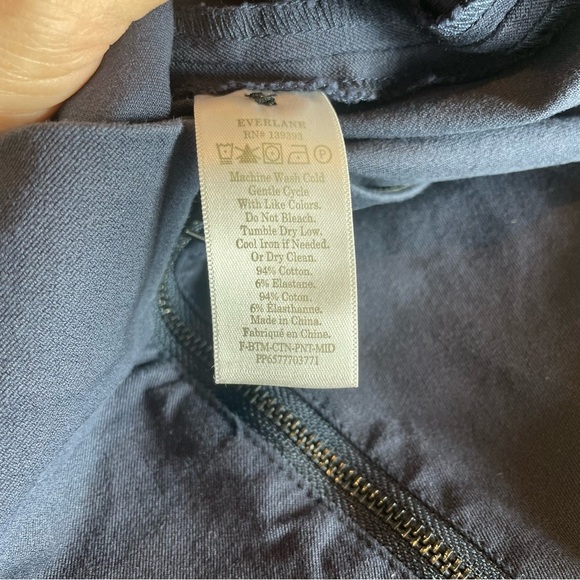 EVERLANE
RN# 139393
Machine Wash Cold
Gentle Cycle
With Like Colors.
Do Not Bleach.
Tumble Dry Low.
Cool Iron if Needed.
Or Dry Clean.
94% Cotton.
6% Elastane.
94% Coton.
6% Élasthanne.
Made in China.
Fabriqué en Chine.
F-BTM-CTN-PNT-MID
PP6577703771